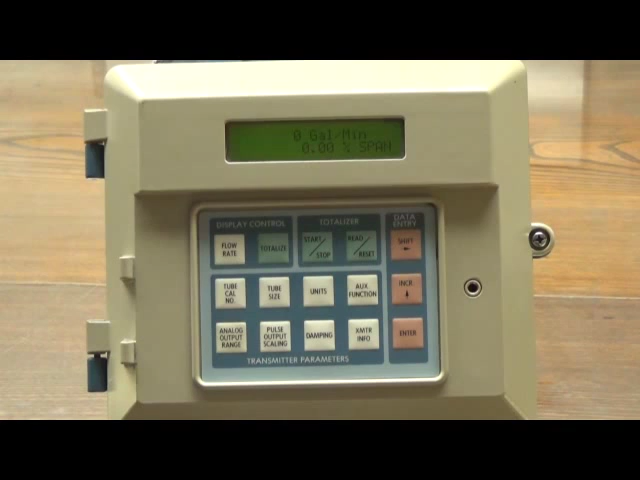 0 Gal/Min
0.00 % SPAN
DISPLAY CONTROL
TOTALIZER
DATA
ENTRY
FLOW
RATE
TOTALIZE
START/
STOP
READ/
RESET
SHIFT
←
TUBE
CAL
NO.
TUBE
SIZE
UNITS
AUX
FUNCTION
INCR.
↑
ANALOG
OUTPUT
RANGE
PULSE
OUTPUT
SCALING
DAMPING
XMTR
INFO
ENTER
TRANSMITTER PARAMETERS